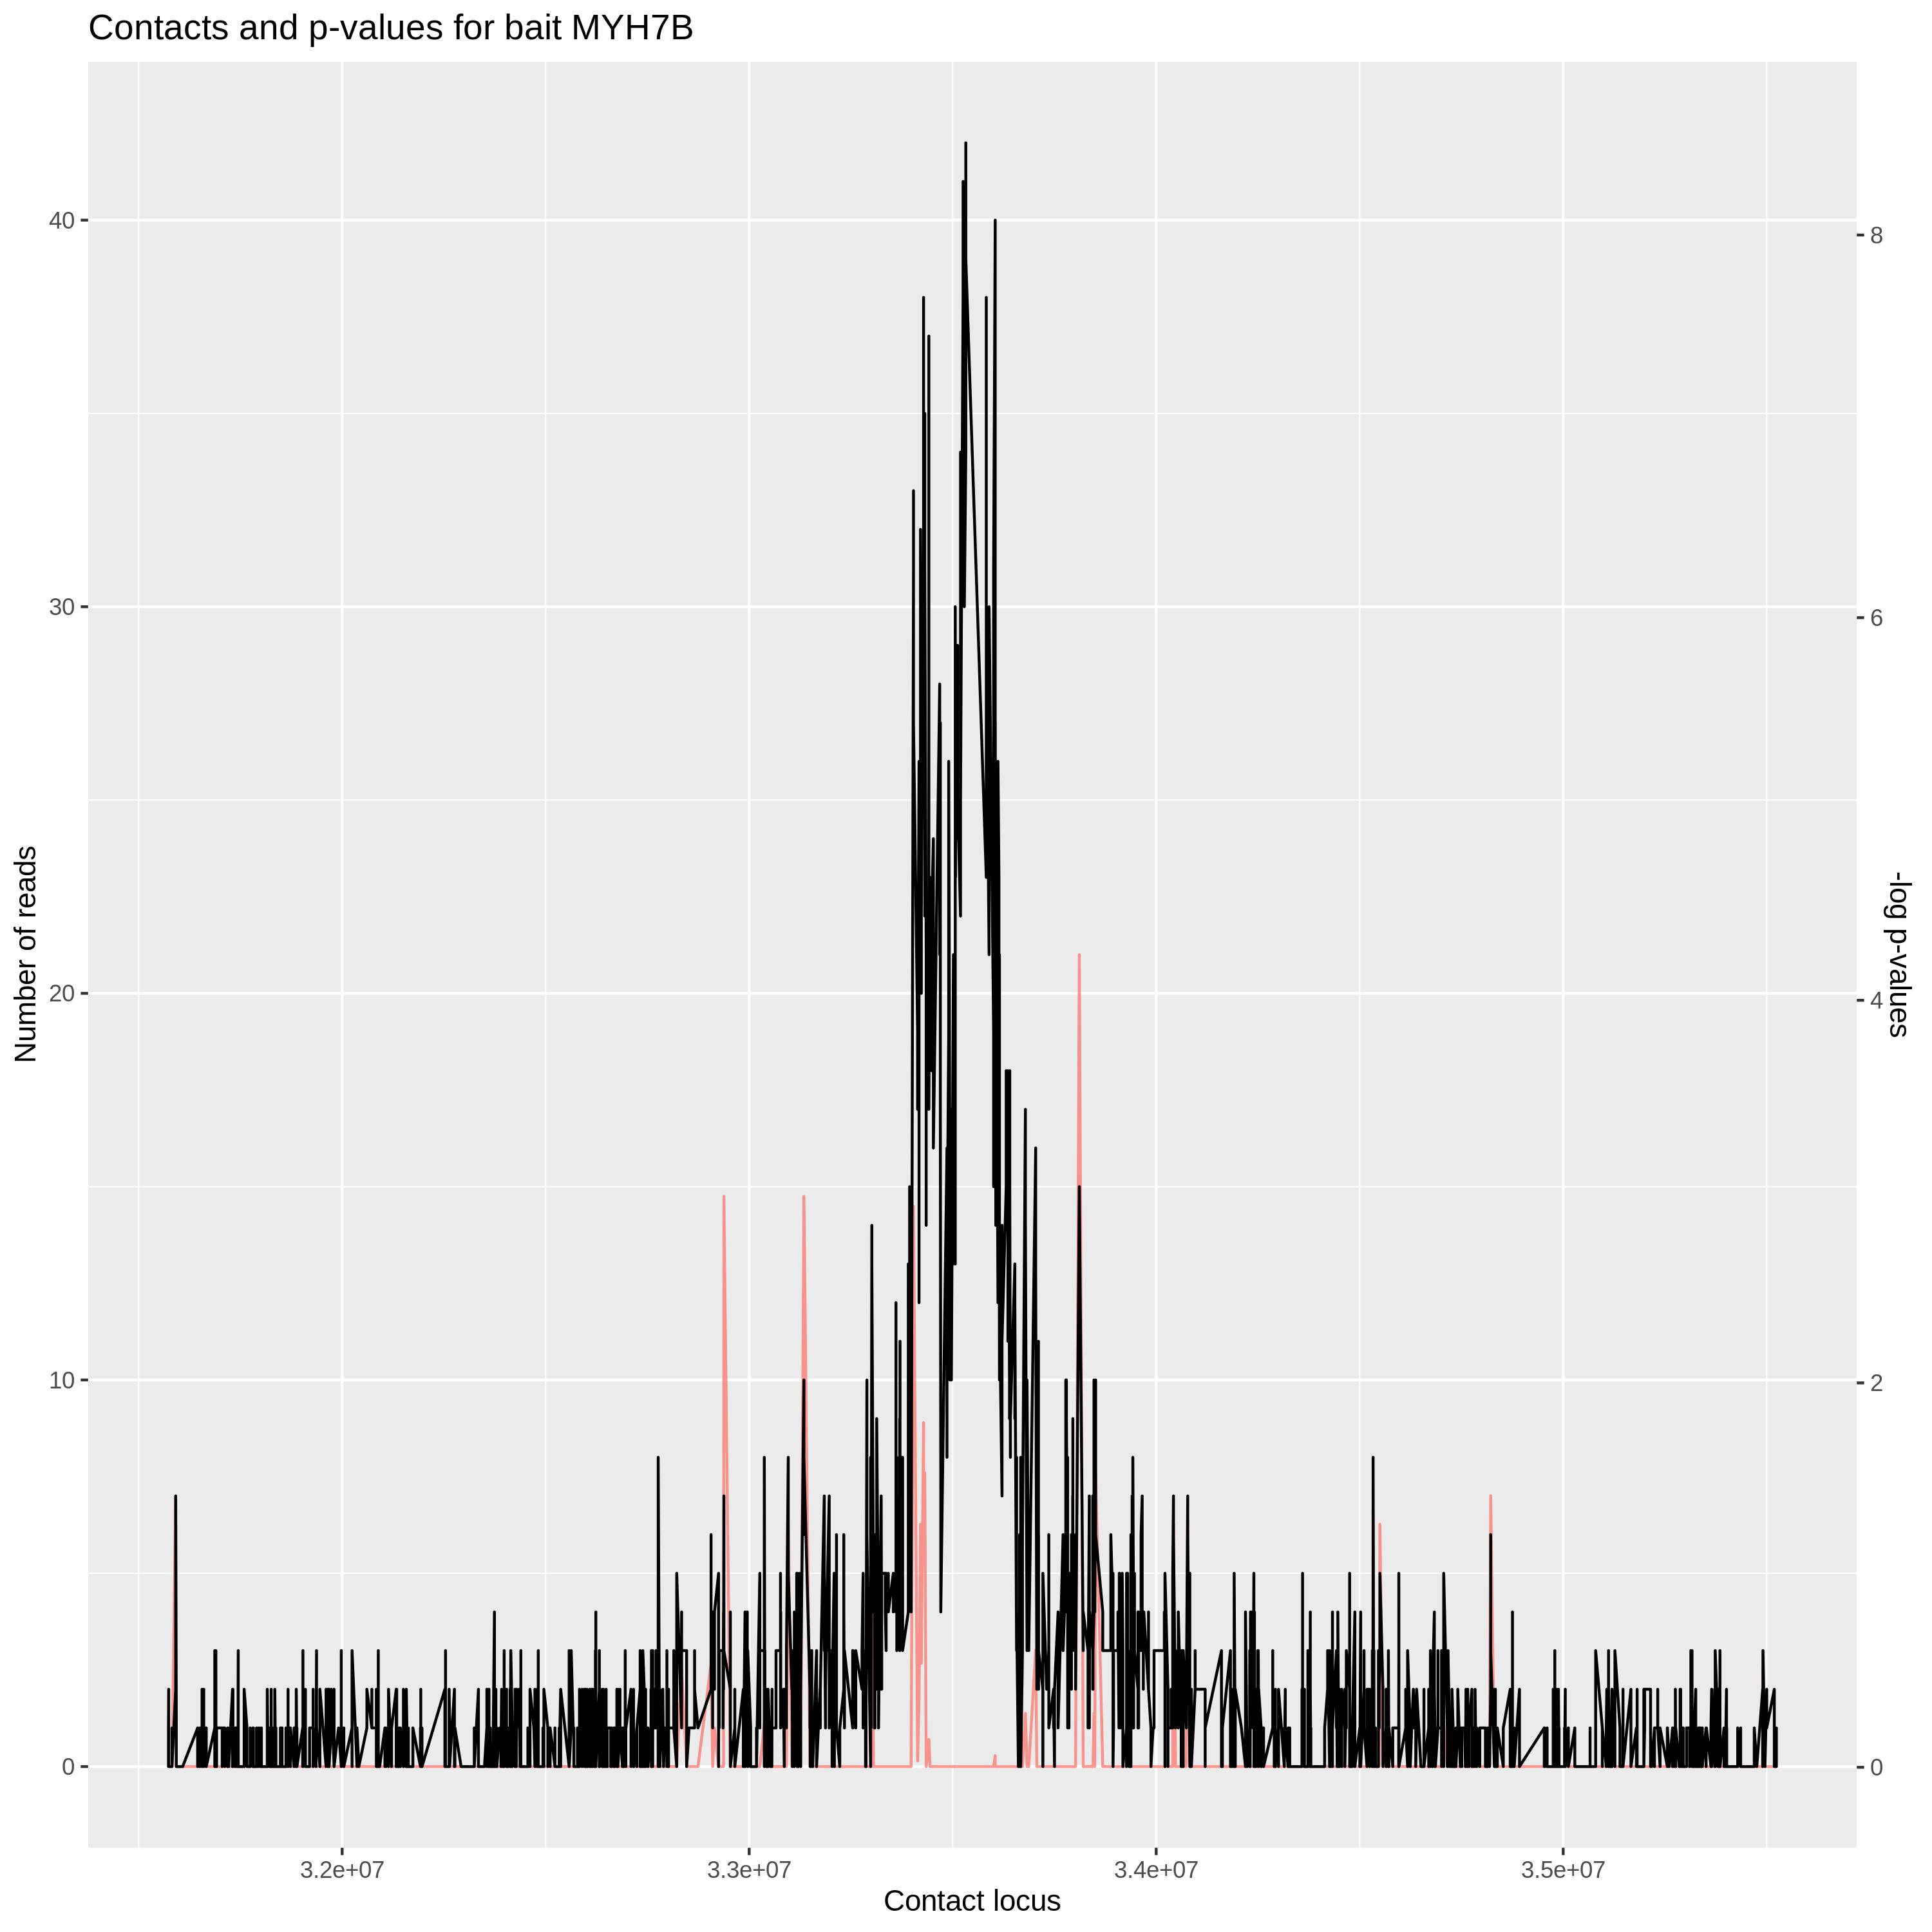 Contacts and p-values for bait MYH7B
40
30
20
10
0
Number of reads
8
6
4
2
0
-log p-values
3.2e+07
3.3e+07
3.4e+07
3.5e+07
Contact locus